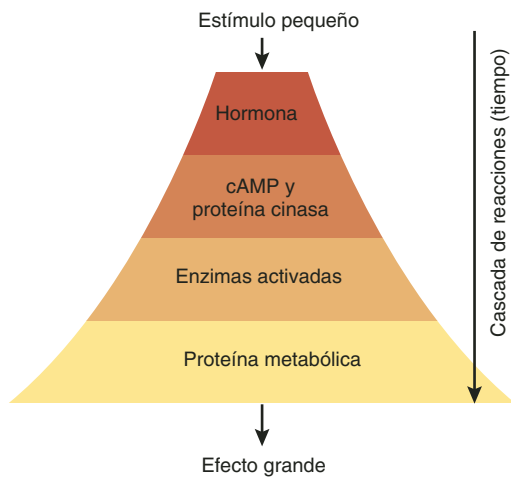 Estímulo pequeño
Hormona
cAMP y
proteína cinasa
Enzimas activadas
Proteína metabólica
Efecto grande
Cascada de reacciones (tiempo)